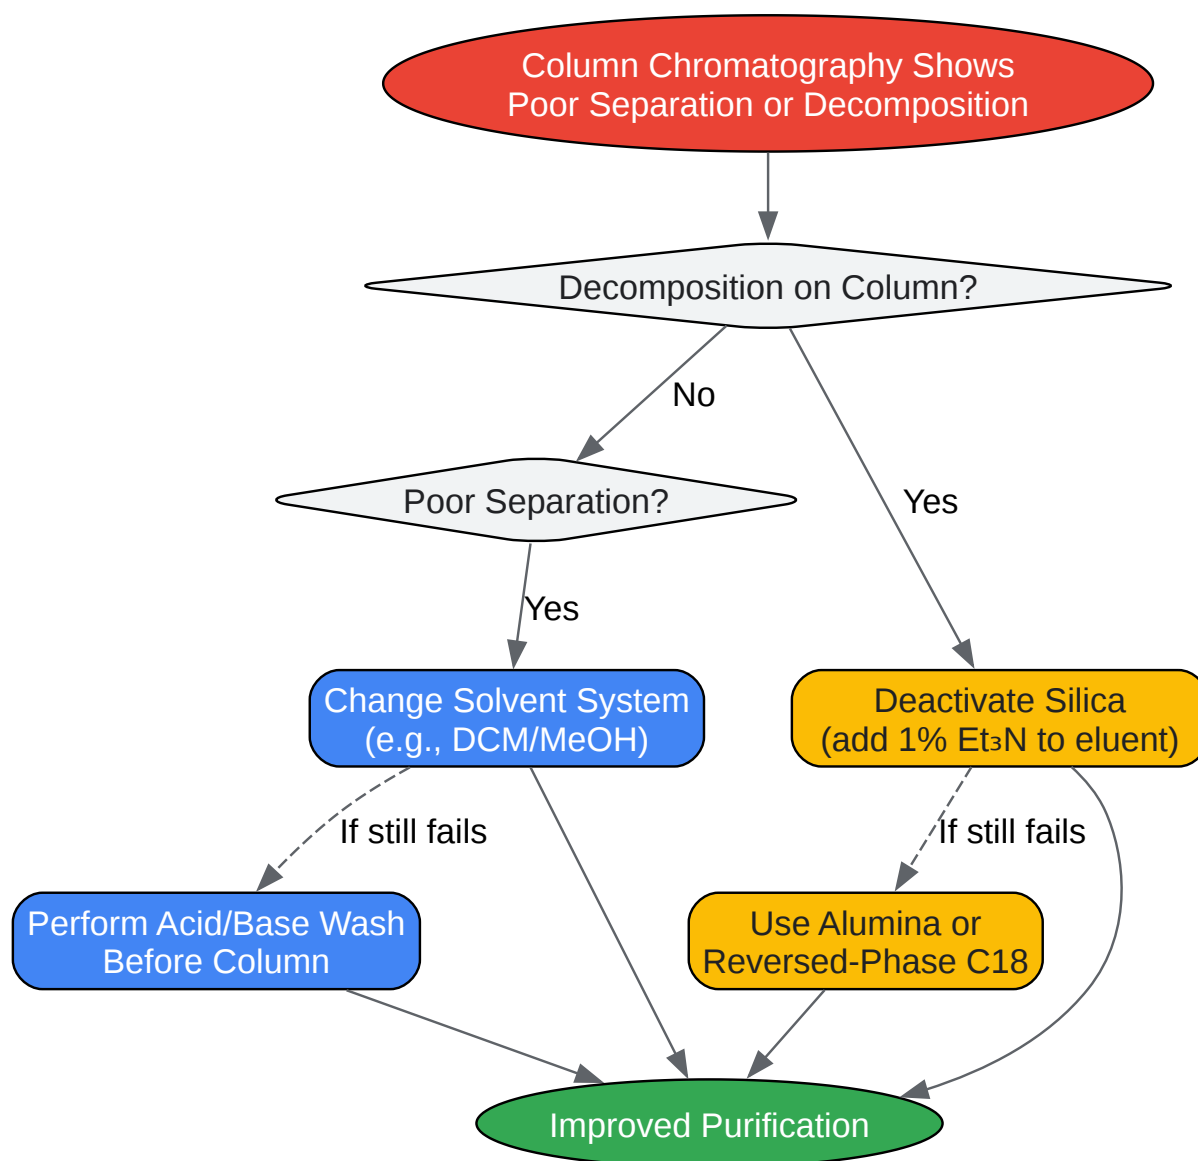 Column Chromatography Shows
Poor Separation or Decomposition
Decomposition on Column?
No
Poor Separation?
Yes
Yes
Change Solvent System
(e.g., DCM/MeOH)
Deactivate Silica
(add 1% Et₃N to eluent)
If still fails
If still fails
Perform Acid/Base Wash
Before Column
Use Alumina or
Reversed-Phase C18
Improved Purification